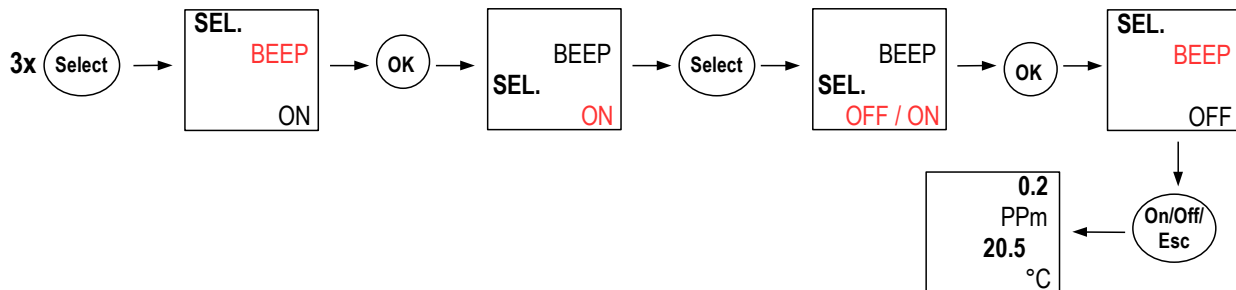 3x
Select
SEL.
BEEP
ON
OK
BEEP
SEL.
ON
Select
BEEP
SEL.
OFF / ON
OK
SEL.
BEEP
OFF
On/Off/
Esc
0.2
PPm
20.5
°C